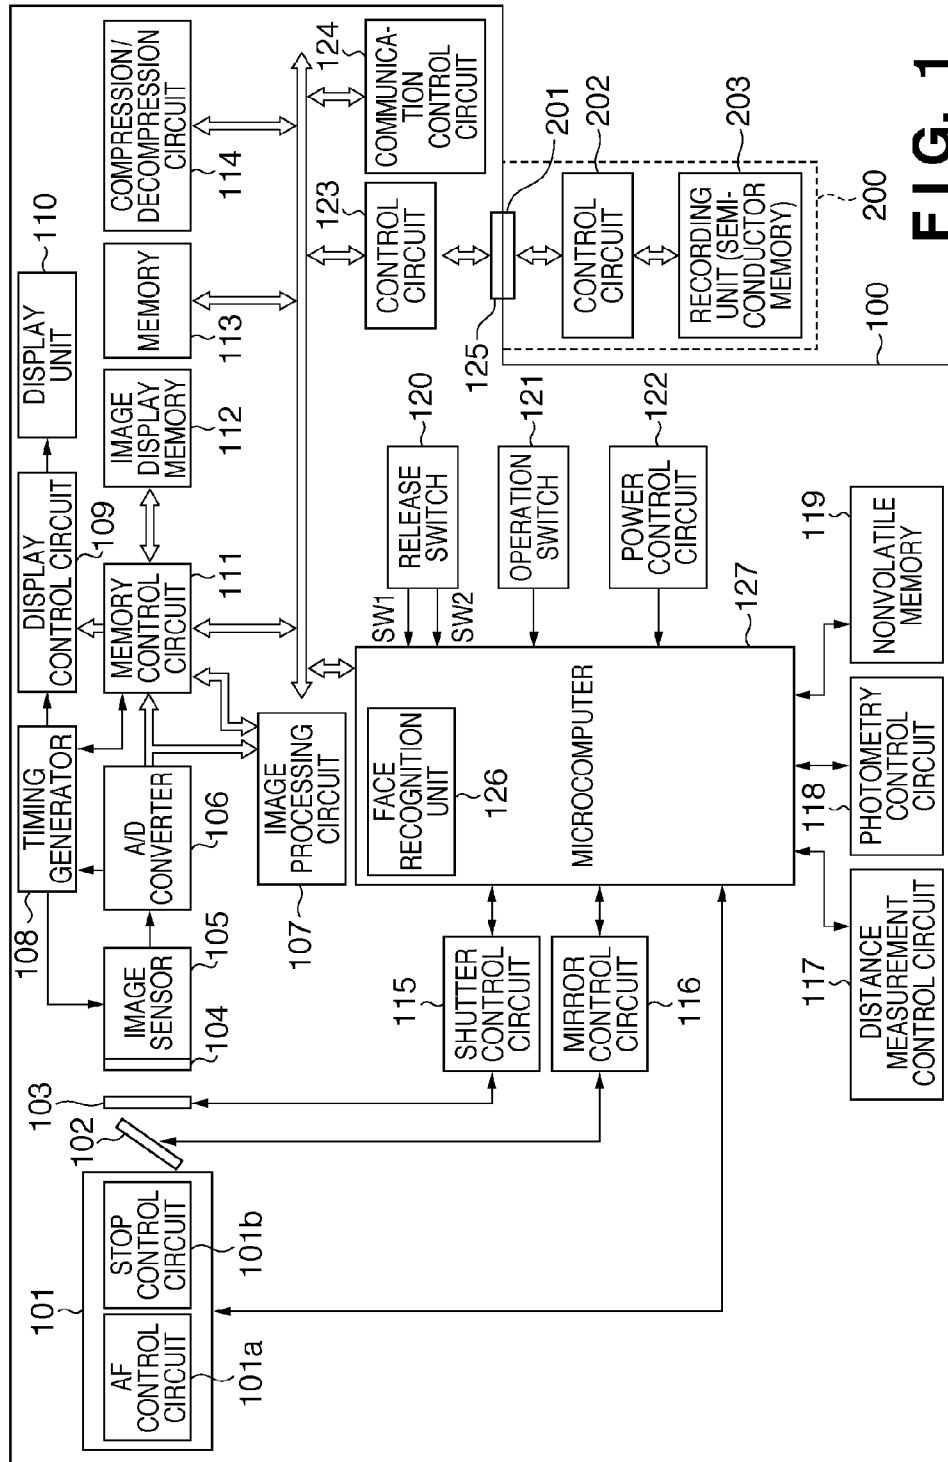 FIG. 1
101
AF
CONTROL
CIRCUIT
101a
STOP
CONTROL
CIRCUIT
101b
102
103
104
IMAGE
SENSOR
105
108
TIMING
GENERATOR
A/D
CONVERTER
106
DISPLAY
CONTROL CIRCUIT
109
DISPLAY
UNIT
110
MEMORY
CONTROL
CIRCUIT
111
IMAGE
DISPLAY
MEMORY
112
MEMORY
113
COMPRESSION/
DECOMPRESSION
CIRCUIT
114
IMAGE
PROCESSING
CIRCUIT
107
123
CONTROL
CIRCUIT
124
COMMUNICA-
TION
CONTROL
CIRCUIT
FACE
RECOGNITION
UNIT
126
MICROCOMPUTER
127
SW1
SW2
RELEASE
SWITCH
120
OPERATION
SWITCH
121
POWER
CONTROL
CIRCUIT
122
115
SHUTTER
CONTROL
CIRCUIT
MIRROR
CONTROL
CIRCUIT
116
117
DISTANCE
MEASUREMENT
CONTROL CIRCUIT
118
PHOTOMETRY
CONTROL
CIRCUIT
119
NONVOLATILE
MEMORY
125
201
CONTROL
CIRCUIT
202
RECORDING
UNIT (SEMI-
CONDUCTOR
MEMORY)
203
200
100